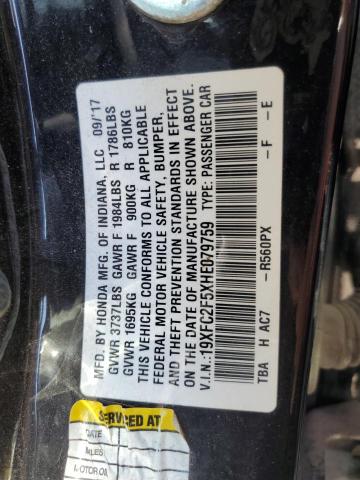 MFD. BY HONDA MFG. OF INDIANA, LLC 09/'17
GVWR 3737LBS GAWR F 1984LBS R 1786LBS
GVWR 1695KG GAWR F 900KG R 810KG
THIS VEHICLE CONFORMS TO ALL APPLICABLE
FEDERAL MOTOR VEHICLE SAFETY, BUMPER,
AND THEFT PREVENTION STANDARDS IN EFFECT
ON THE DATE OF MANUFACTURE SHOWN ABOVE.
V.I.N.:19XFC2F5XHE079759 TYPE: PASSENGER CAR
TBA H AC7 -R560PX -F -E
SERVICED AT
DATE
MILES
MOTOR OIL